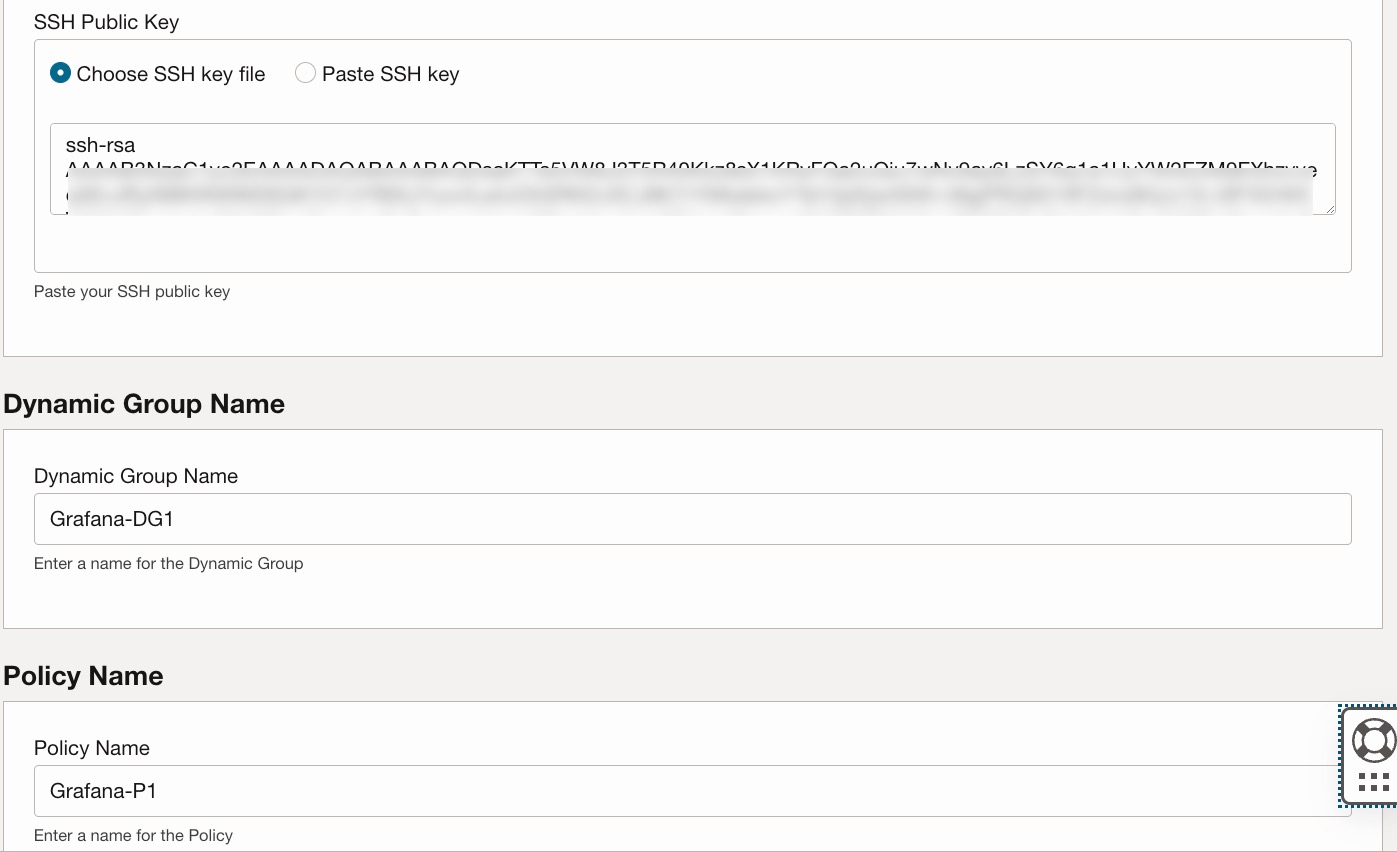 SSH Public Key
Choose SSH key file
Paste SSH key
ssh-rsa
Paste your SSH public key
Dynamic Group Name
Dynamic Group Name
Grafana-DG1
Enter a name for the Dynamic Group
Policy Name
Policy Name
Grafana-P1
Enter a name for the Policy